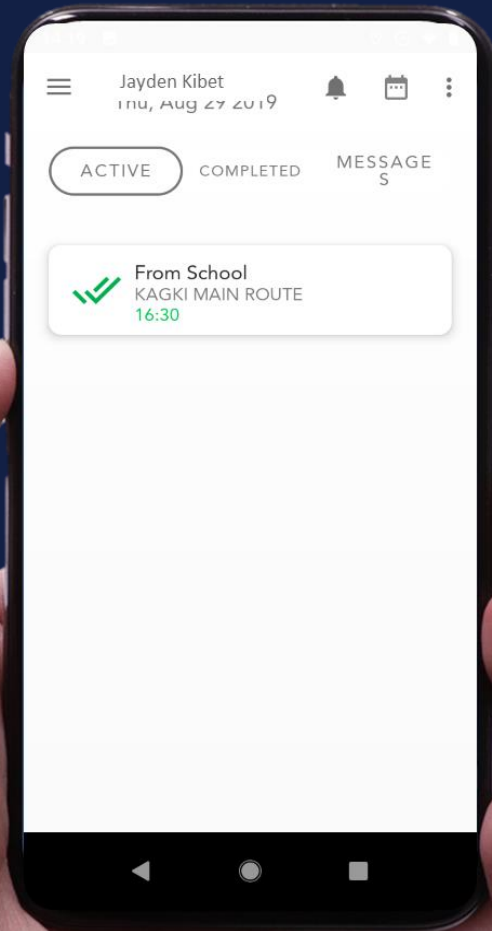 Jayden Kibet
Thu, Aug 29 2019
ACTIVE
COMPLETED
MESSAGE
S
From School
KAGKI MAIN ROUTE
16:30